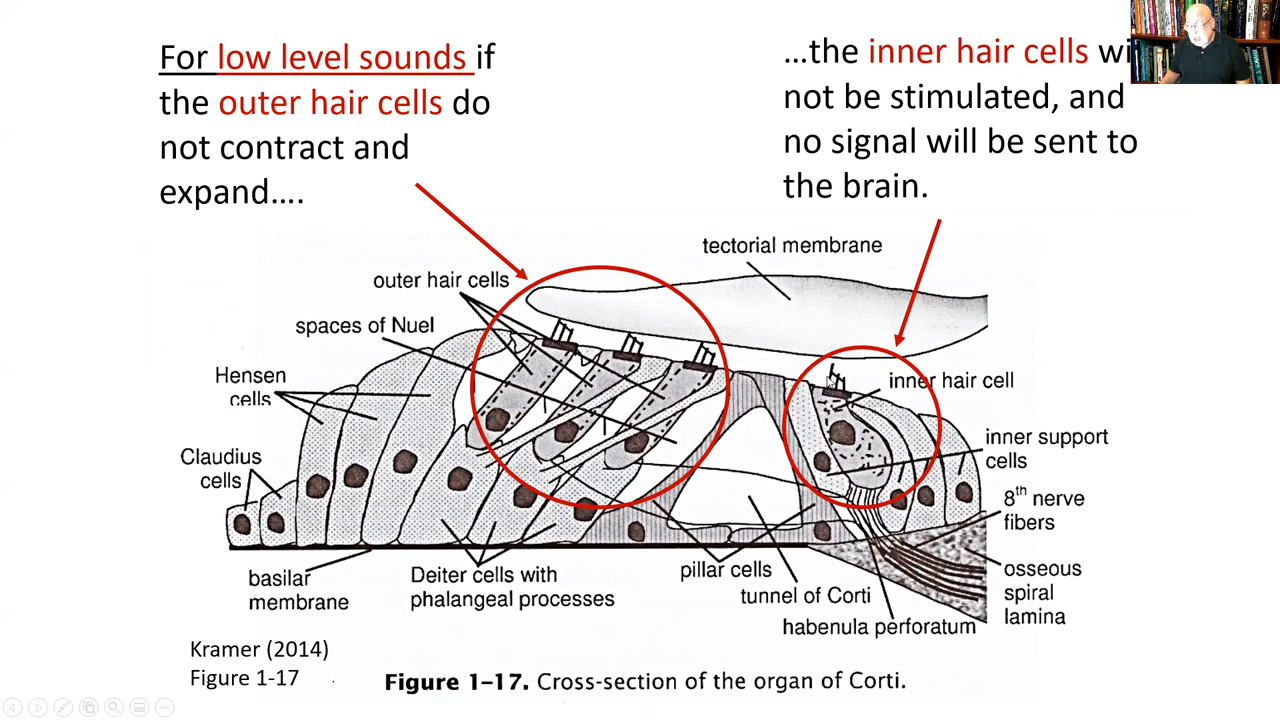 For low level sounds if
the outer hair cells do
not contract and
expand….
…the inner hair cells
not be stimulated, and
no signal will be sent to
the brain.
tectorial membrane
outer hair cells
spaces of Nuel
Hensen
cells
inner hair cell
Claudius
cells
inner support
cells
8th nerve
fibers
basilar
membrane
Deiter cells with
phalangeal processes
pillar cells
tunnel of Corti
habenula perforatum
osseous
spiral
lamina
Kramer (2014)
Figure 1-17
Figure 1–17. Cross-section of the organ of Corti.